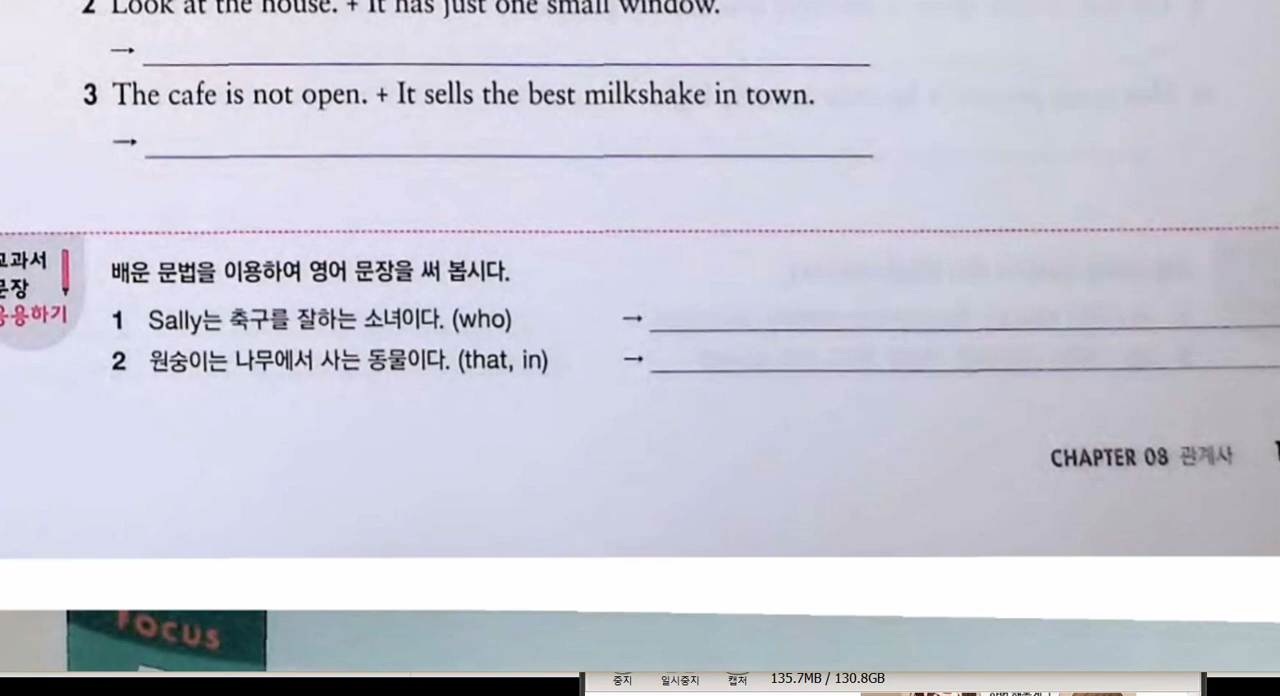 2 Look at the house. + It has just one small window.
→
3 The cafe is not open. + It sells the best milkshake in town.
→
교과서
문장
응용하기
배운 문법을 이용하여 영어 문장을 써 봅시다.
1 Sally는 축구를 잘하는 소녀이다. (who) →
2 원숭이는 나무에서 사는 동물이다. (that, in) →
CHAPTER 08 관계사
FOCUS
중지 일시중지 캡처 135.7MB / 130.8GB